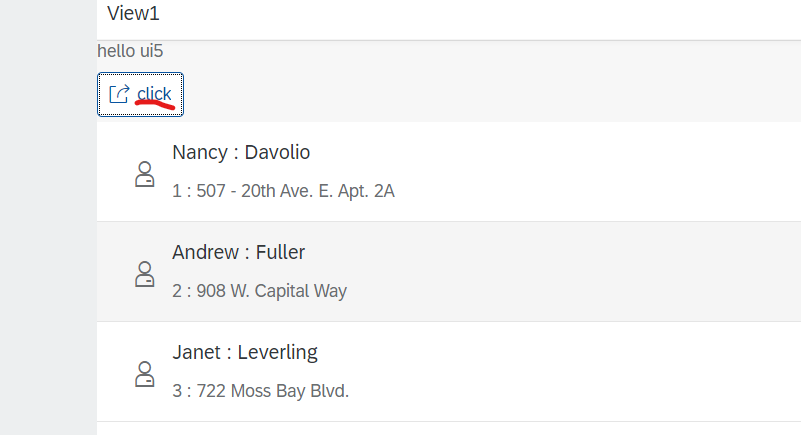 View1
hello ui5
click
Nancy : Davolio
1 : 507 - 20th Ave. E. Apt. 2A
Andrew : Fuller
2 : 908 W. Capital Way
Janet : Leverling
3 : 722 Moss Bay Blvd.